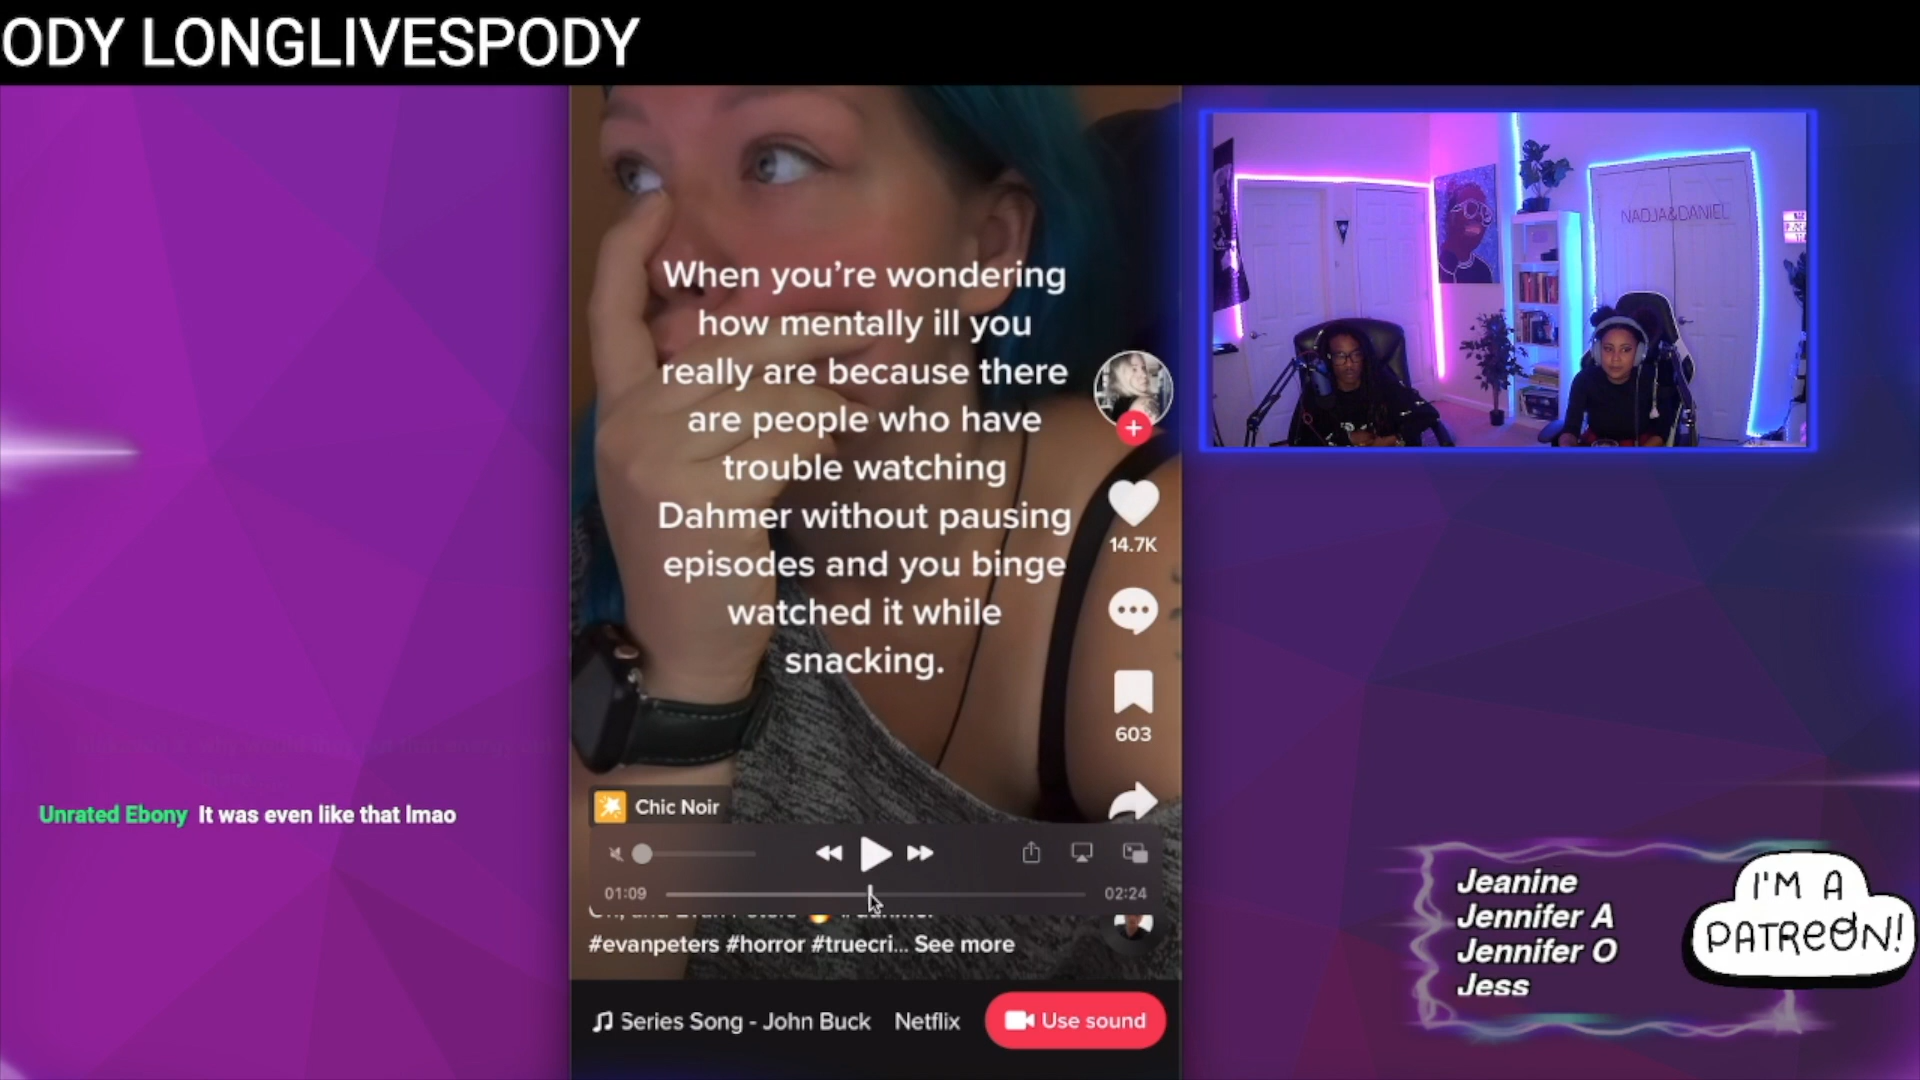 ODY LONGLIVESPODY
When you're wondering
how mentally ill you
really are because there
are people who have
trouble watching
Dahmer without pausing
episodes and you binge
watched it while
snacking.
NADJA&DANIEL
14.7K
603
Unrated Ebony It was even like that lmao
Chic Noir
01:09
02:24
#evanpeters #horror #truecri... See more
Series Song - John Buck Netflix
Use sound
Jeanine
Jennifer A
Jennifer O
Jess
I'M A
PATREON!